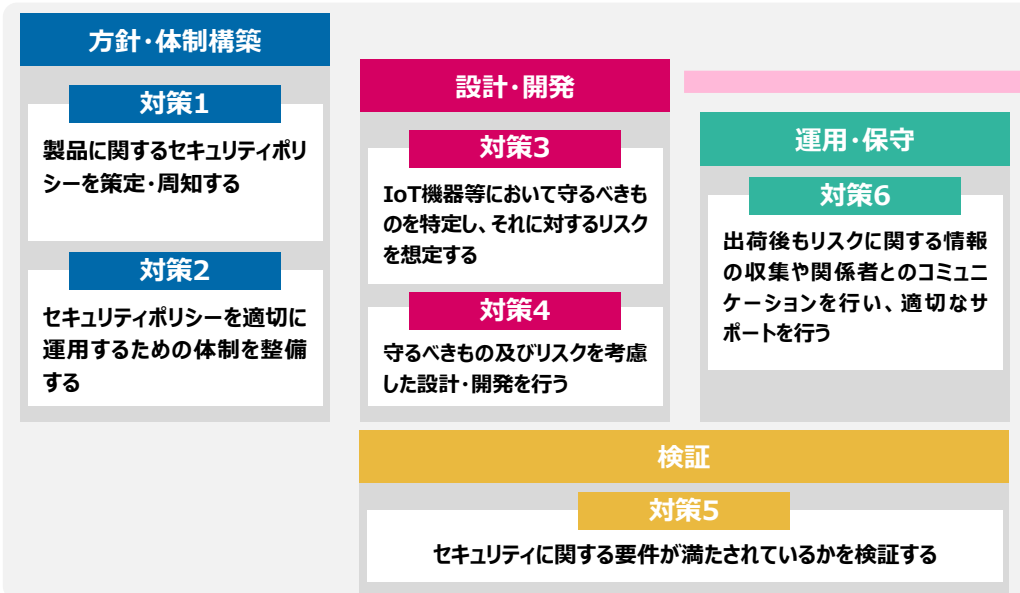 方針・体制構築
対策1
製品に関するセキュリティポリ
シーを策定・周知する
対策2
セキュリティポリシーを適切に
運用するための体制を整備
する
設計・開発
対策3
IoT機器等において守るべきも
のを特定し、それに対するリスク
を想定する
対策4
守るべきもの及びリスクを考慮
した設計・開発を行う
運用・保守
対策6
出荷後もリスクに関する情報
の収集や関係者とのコミュニ
ケーションを行い、適切なサ
ポートを行う
検証
対策5
セキュリティに関する要件が満たされているかを検証する